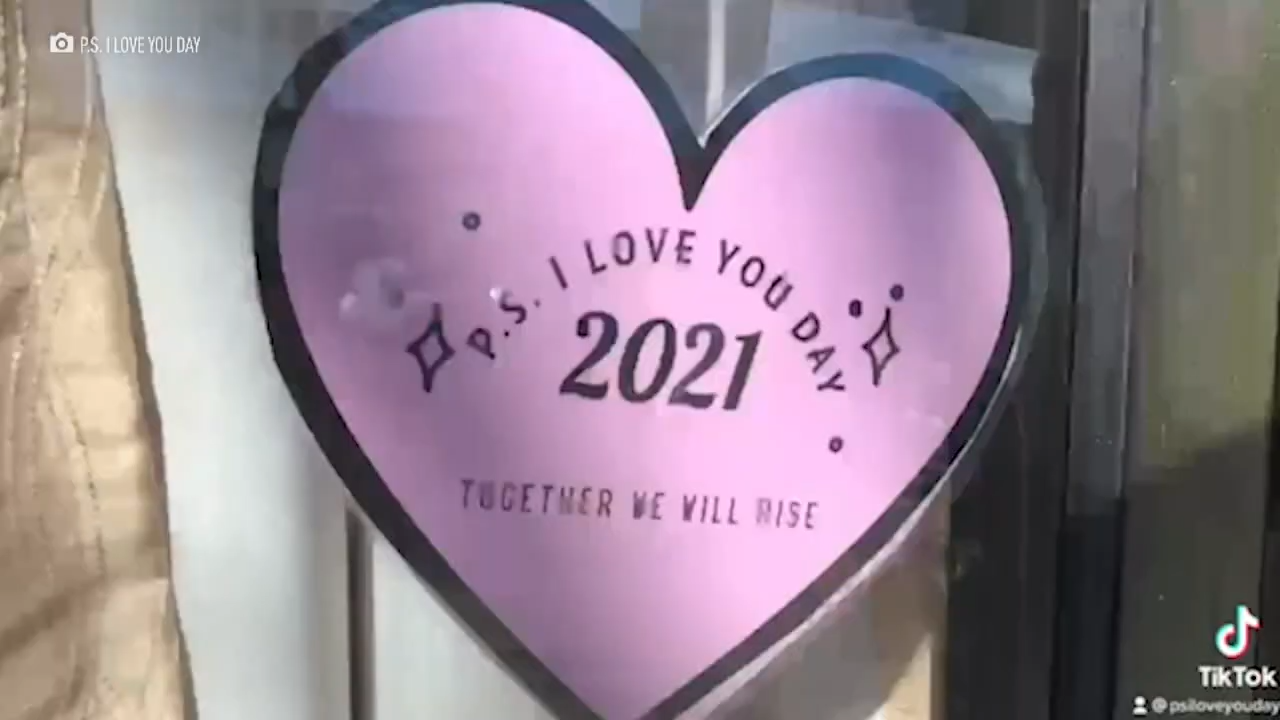 P.S. I LOVE YOU DAY
P.S. I LOVE YOU DAY
2021
TOGETHER WE WILL RISE
TikTok
@psiloveyouday